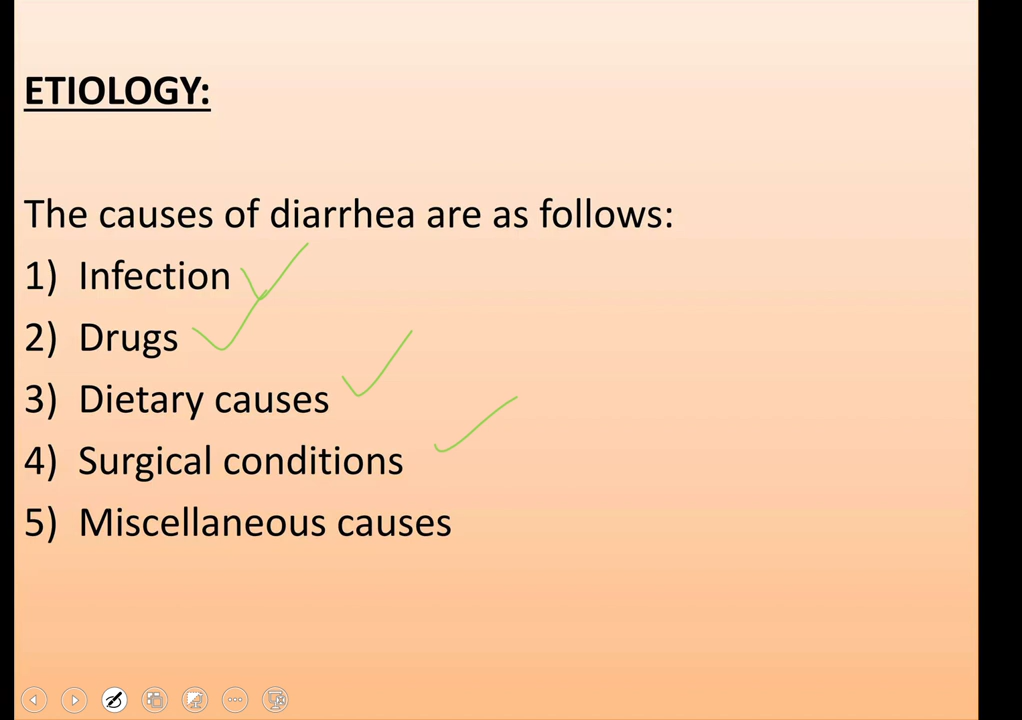 ETIOLOGY:
The causes of diarrhea are as follows:
1) Infection
2) Drugs
3) Dietary causes
4) Surgical conditions
5) Miscellaneous causes